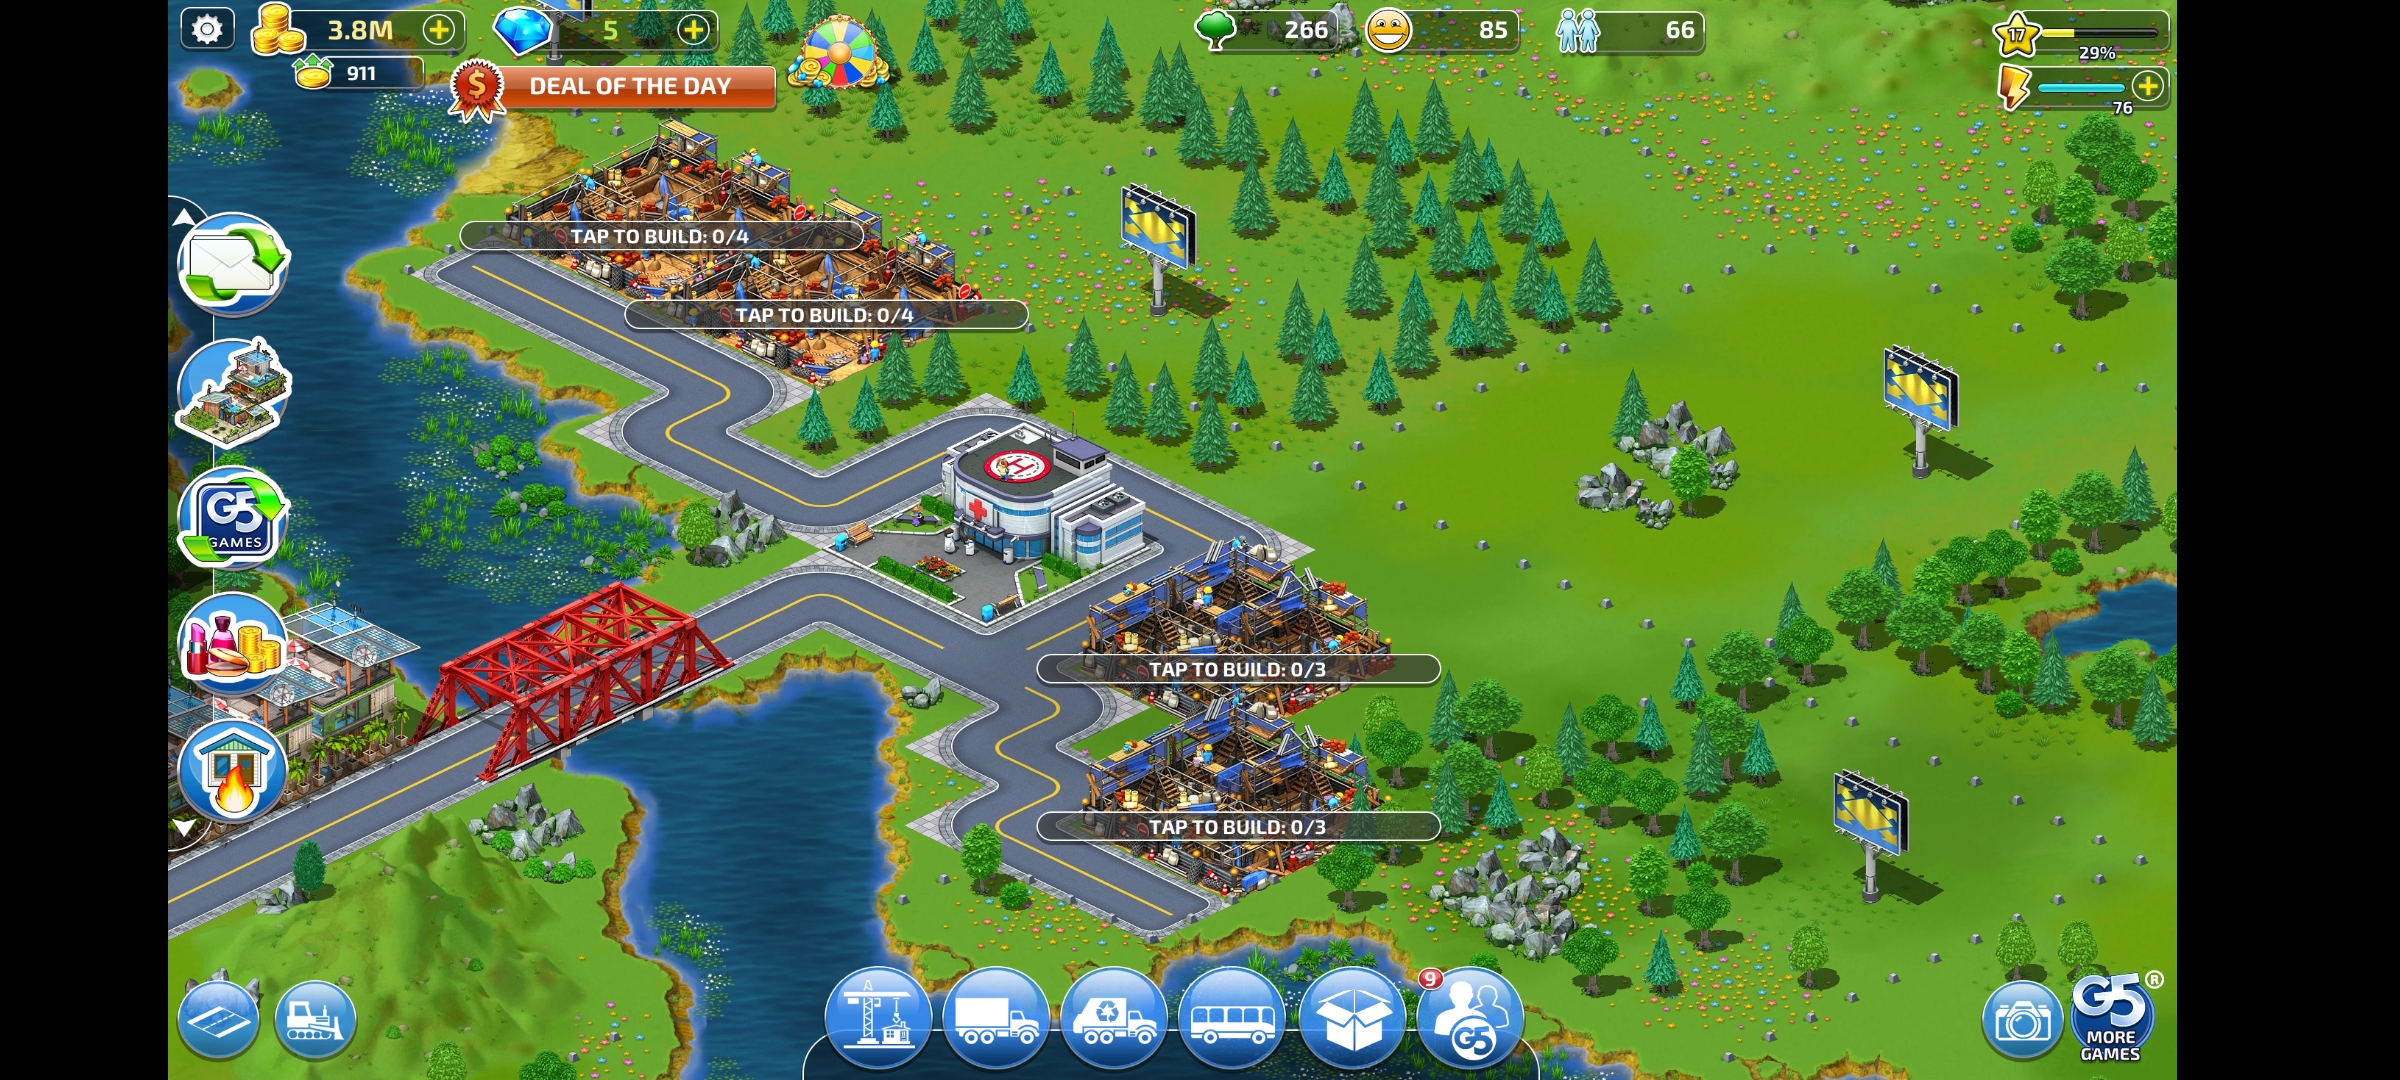 3.8M
5
266
85
66
17
29%
911
DEAL OF THE DAY
76
TAP TO BUILD: 0/4
TAP TO BUILD: 0/4
H
G5
GAMES
TAP TO BUILD: 0/3
TAP TO BUILD: 0/3
9
G5
G5®
MORE
GAMES